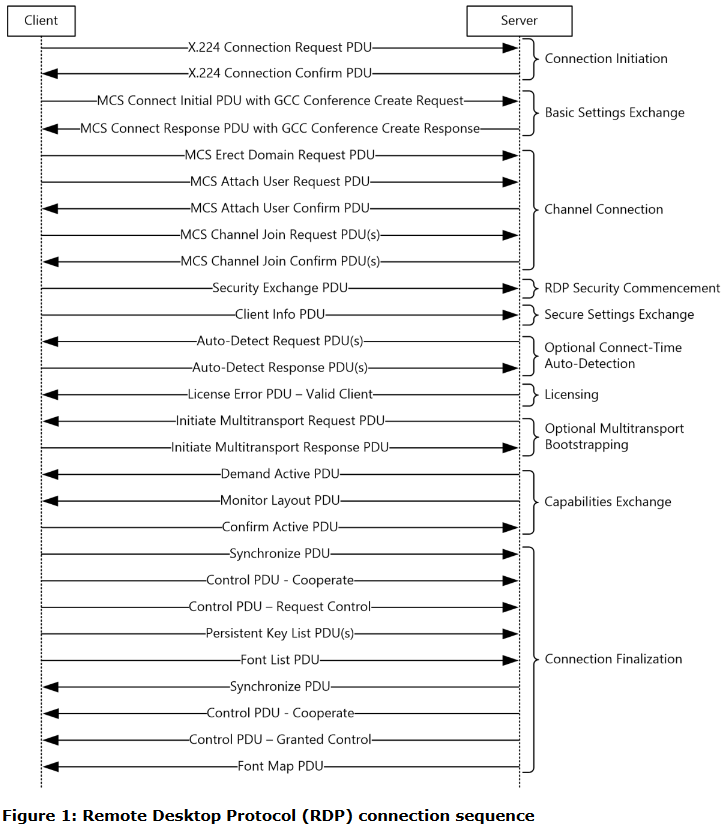 Client
Server
X.224 Connection Request PDU
X.224 Connection Confirm PDU
Connection Initiation
MCS Connect Initial PDU with GCC Conference Create Request
MCS Connect Response PDU with GCC Conference Create Response
Basic Settings Exchange
MCS Erect Domain Request PDU
MCS Attach User Request PDU
MCS Attach User Confirm PDU
MCS Channel Join Request PDU(s)
MCS Channel Join Confirm PDU(s)
Channel Connection
Security Exchange PDU
RDP Security Commencement
Client Info PDU
Secure Settings Exchange
Auto-Detect Request PDU(s)
Auto-Detect Response PDU(s)
Optional Connect-Time
Auto-Detection
License Error PDU – Valid Client
Licensing
Initiate Multitransport Request PDU
Initiate Multitransport Response PDU
Optional Multitransport
Bootstrapping
Demand Active PDU
Monitor Layout PDU
Confirm Active PDU
Capabilities Exchange
Synchronize PDU
Control PDU - Cooperate
Control PDU – Request Control
Persistent Key List PDU(s)
Font List PDU
Synchronize PDU
Control PDU - Cooperate
Control PDU – Granted Control
Font Map PDU
Connection Finalization
Figure 1: Remote Desktop Protocol (RDP) connection sequence